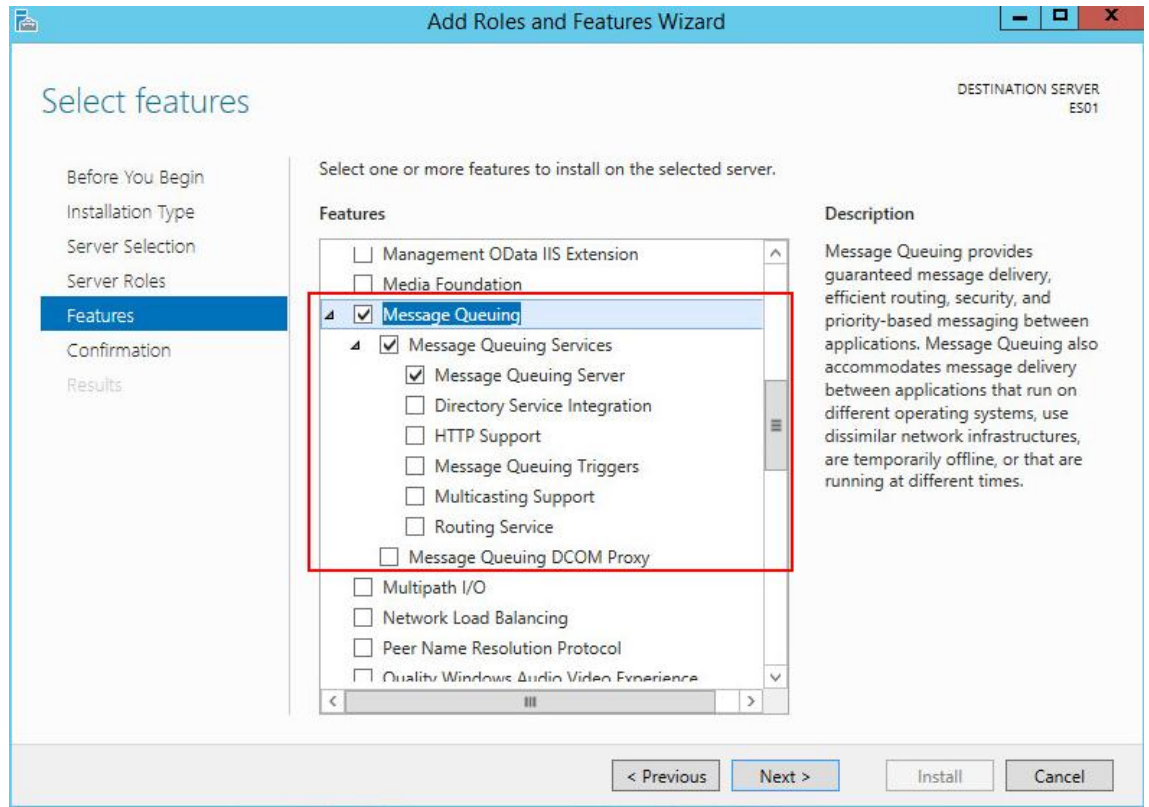 Add Roles and Features Wizard
Select features
DESTINATION SERVER
ES01
Before You Begin
Installation Type
Server Selection
Server Roles
Features
Confirmation
Results
Select one or more features to install on the selected server.
Features
Management OData IIS Extension
Media Foundation
Message Queuing
Message Queuing Services
Message Queuing Server
Directory Service Integration
HTTP Support
Message Queuing Triggers
Multicasting Support
Routing Service
Message Queuing DCOM Proxy
Multipath I/O
Network Load Balancing
Peer Name Resolution Protocol
Quality Windows Audio Video Experience
Description
Message Queuing provides
guaranteed message delivery,
efficient routing, security, and
priority-based messaging between
applications. Message Queuing also
accommodates message delivery
between applications that run on
different operating systems, use
dissimilar network infrastructures,
are temporarily offline, or that are
running at different times.
< Previous
Next >
Install
Cancel